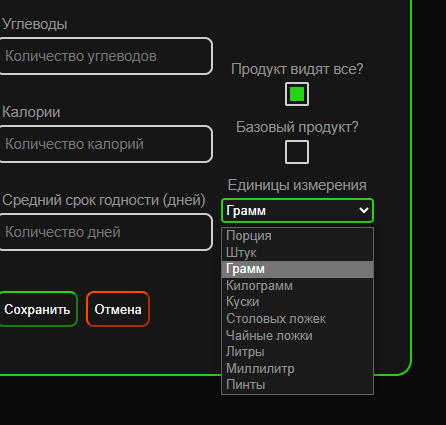 Углеводы
Количество углеводов
Продукт видят все?
Калории
Количество калорий
Базовый продукт?
Средний срок годности (дней)
Количество дней
Единицы измерения
Грамм
Порция
Штук
Грамм
Килограмм
Куски
Столовых ложек
Чайные ложки
Литры
Миллилитр
Пинты
Сохранить
Отмена